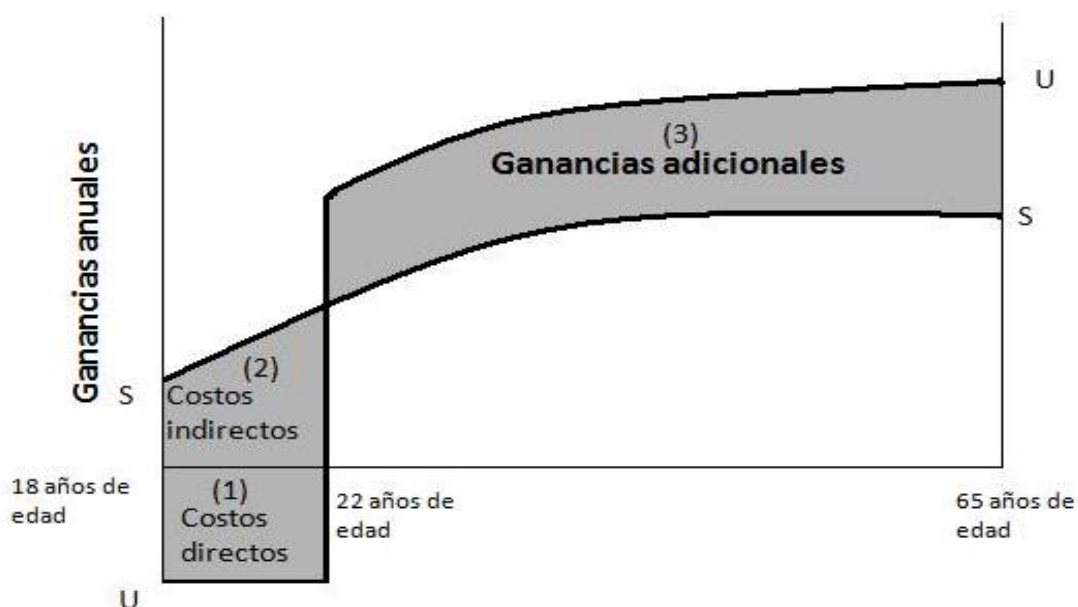 Ganancias anuales
U
(3)
Ganancias adicionales
S
(2)
S
Costos
indirectos
18 años de
edad
(1)
Costos
directos
22 años de
edad
65 años de
edad
U